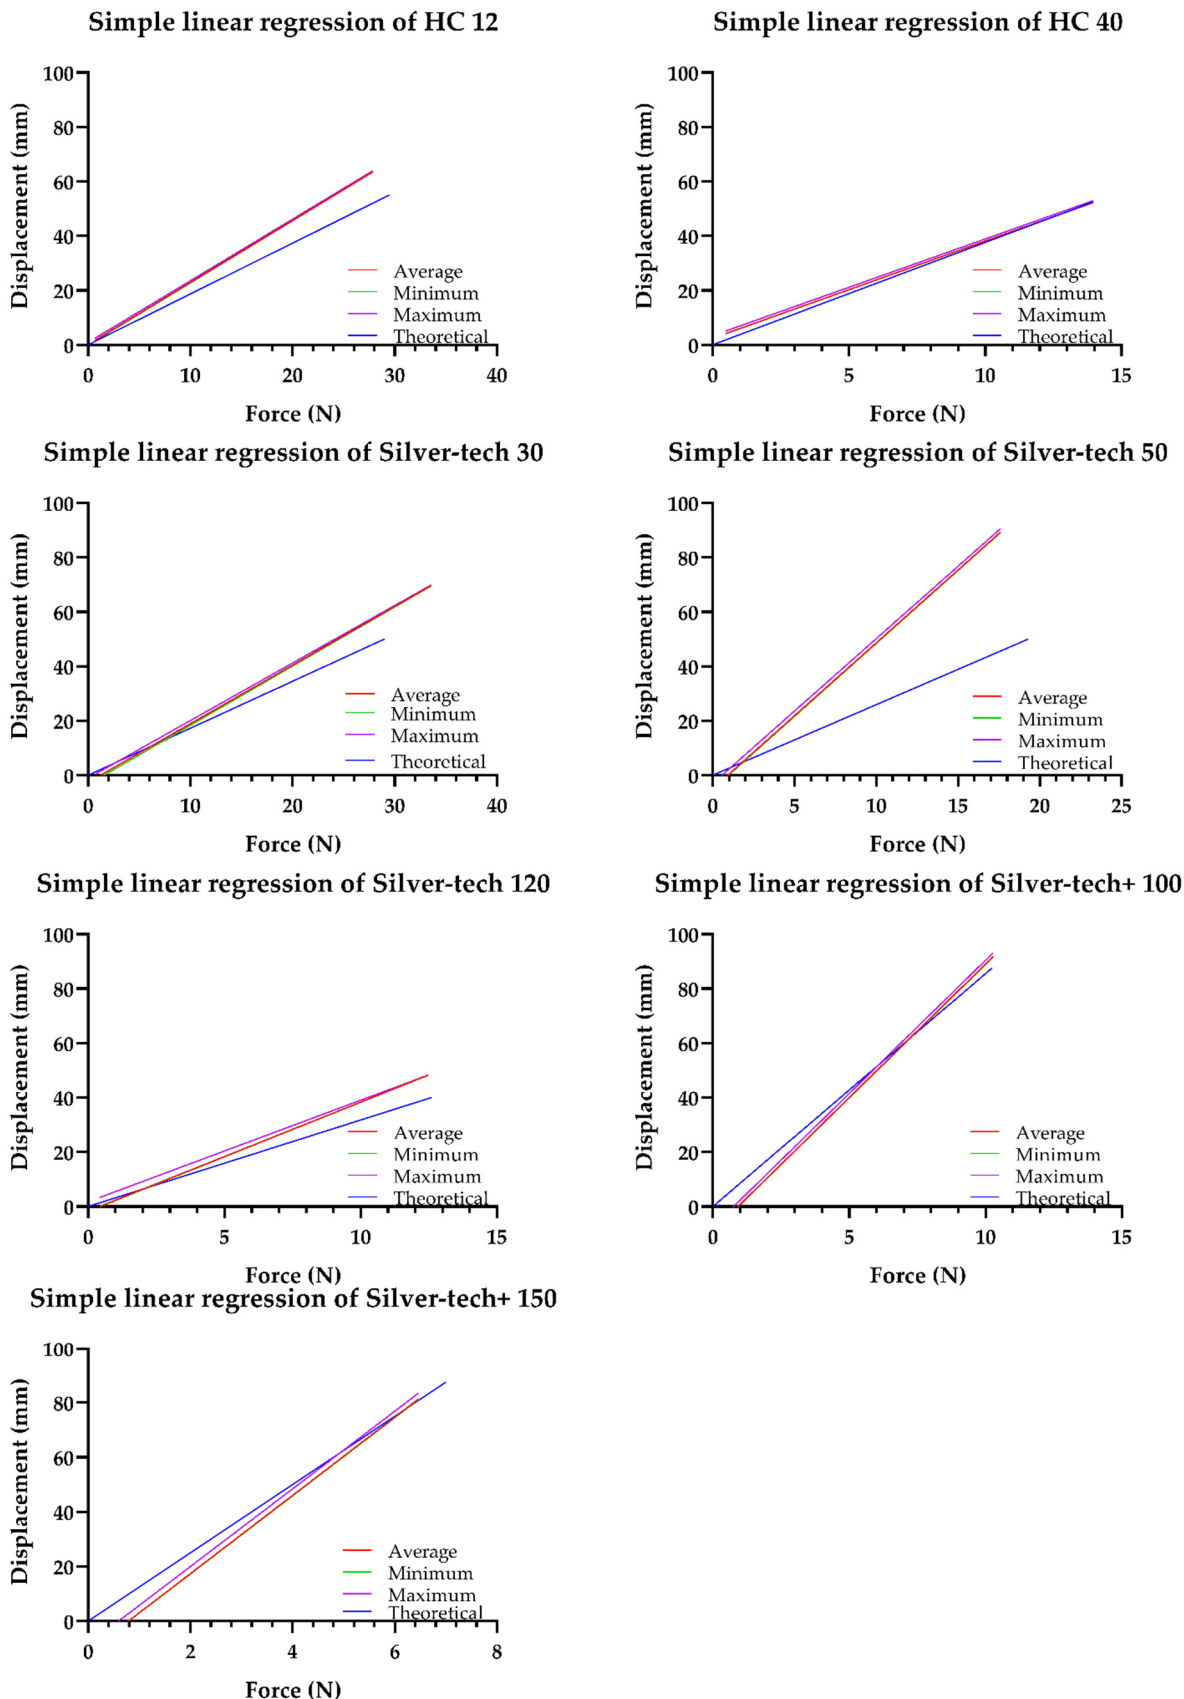 Simple linear regression of HC 12
Displacement (mm)
100
80
60
40
20
0
0 10 20 30 40
Average
Minimum
Maximum
Theoretical
Force (N)
Simple linear regression of HC 40
Displacement (mm)
100
80
60
40
20
0
0 5 10 15
Average
Minimum
Maximum
Theoretical
Force (N)
Simple linear regression of Silver-tech 30
Displacement (mm)
100
80
60
40
20
0
0 10 20 30 40
Average
Minimum
Maximum
Theoretical
Force (N)
Simple linear regression of Silver-tech 50
Displacement (mm)
100
80
60
40
20
0
0 5 10 15 20 25
Average
Minimum
Maximum
Theoretical
Force (N)
Simple linear regression of Silver-tech 120
Displacement (mm)
100
80
60
40
20
0
0 5 10 15
Average
Minimum
Maximum
Theoretical
Force (N)
Simple linear regression of Silver-tech+ 100
Displacement (mm)
100
80
60
40
20
0
0 5 10 15
Average
Minimum
Maximum
Theoretical
Force (N)
Simple linear regression of Silver-tech+ 150
Displacement (mm)
100
80
60
40
20
0
0 2 4 6 8
Average
Minimum
Maximum
Theoretical
Force (N)